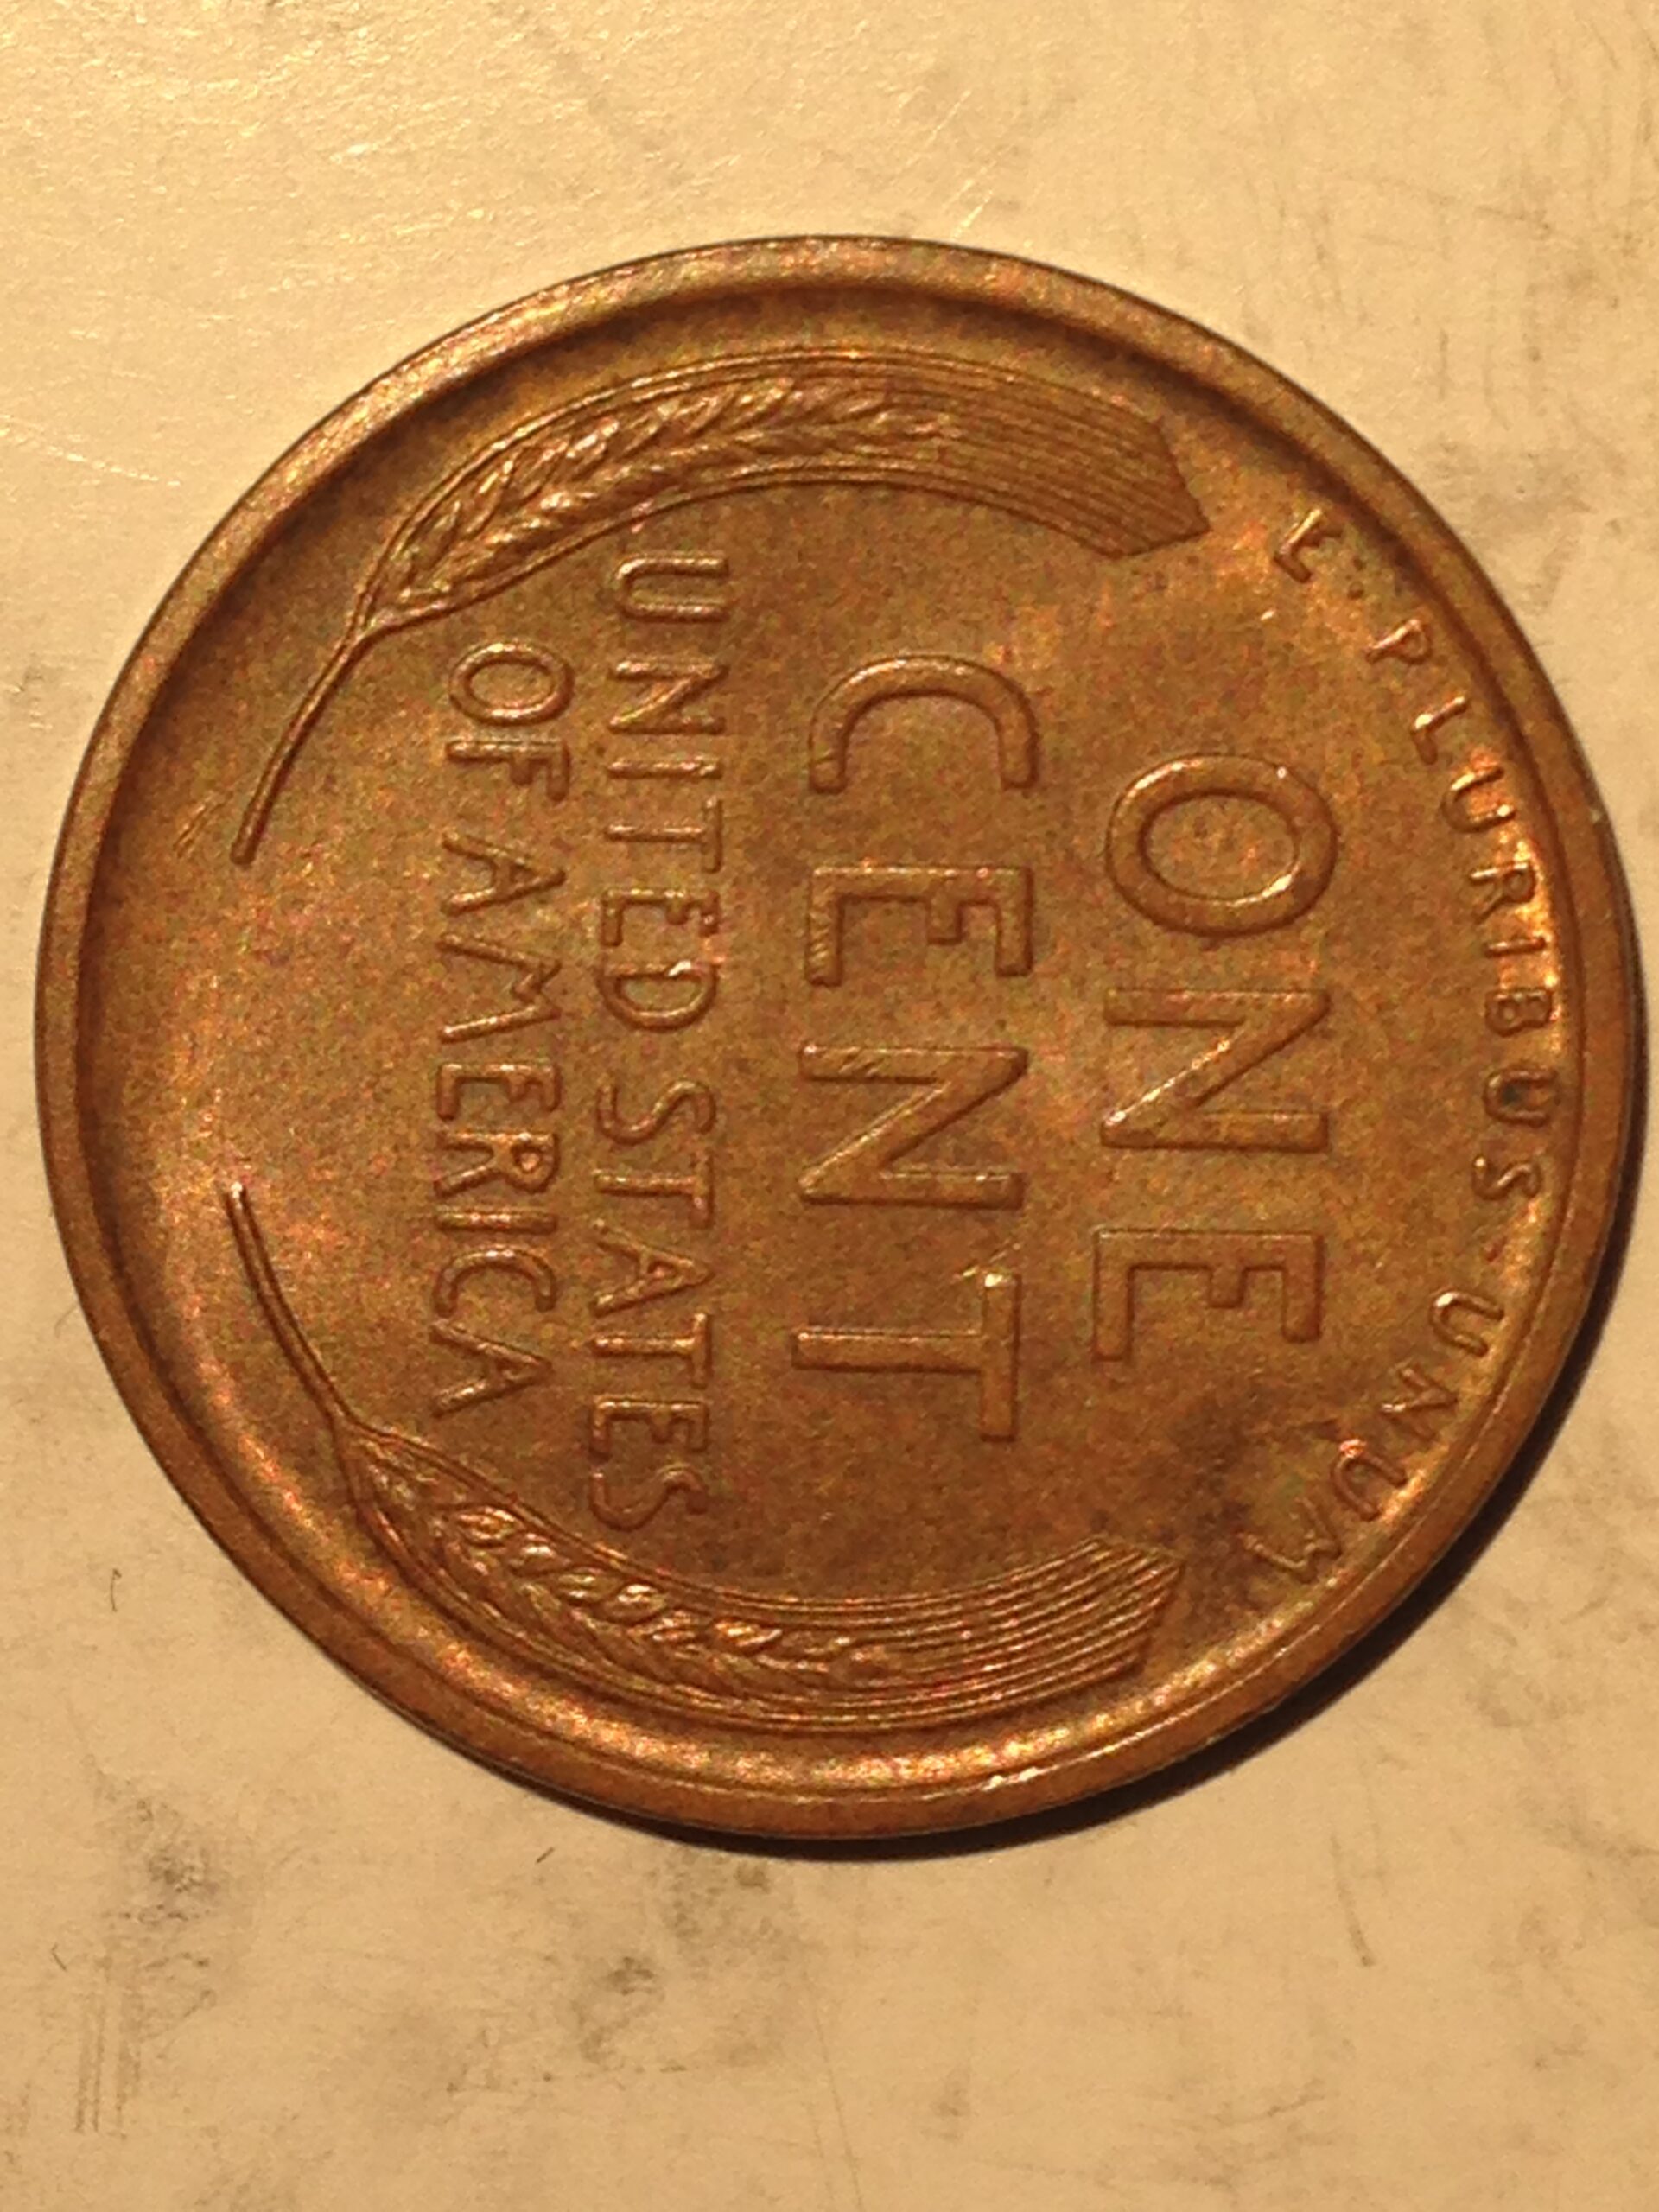 E·PLURIBUS·UNUM
ONE
CENT
UNITED STATES
OF AMERICA